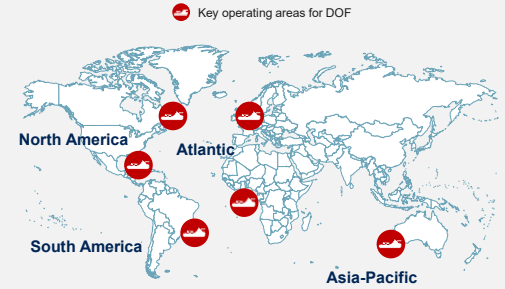 Key operating areas for DOF
North America
Atlantic
South America
Asia-Pacific